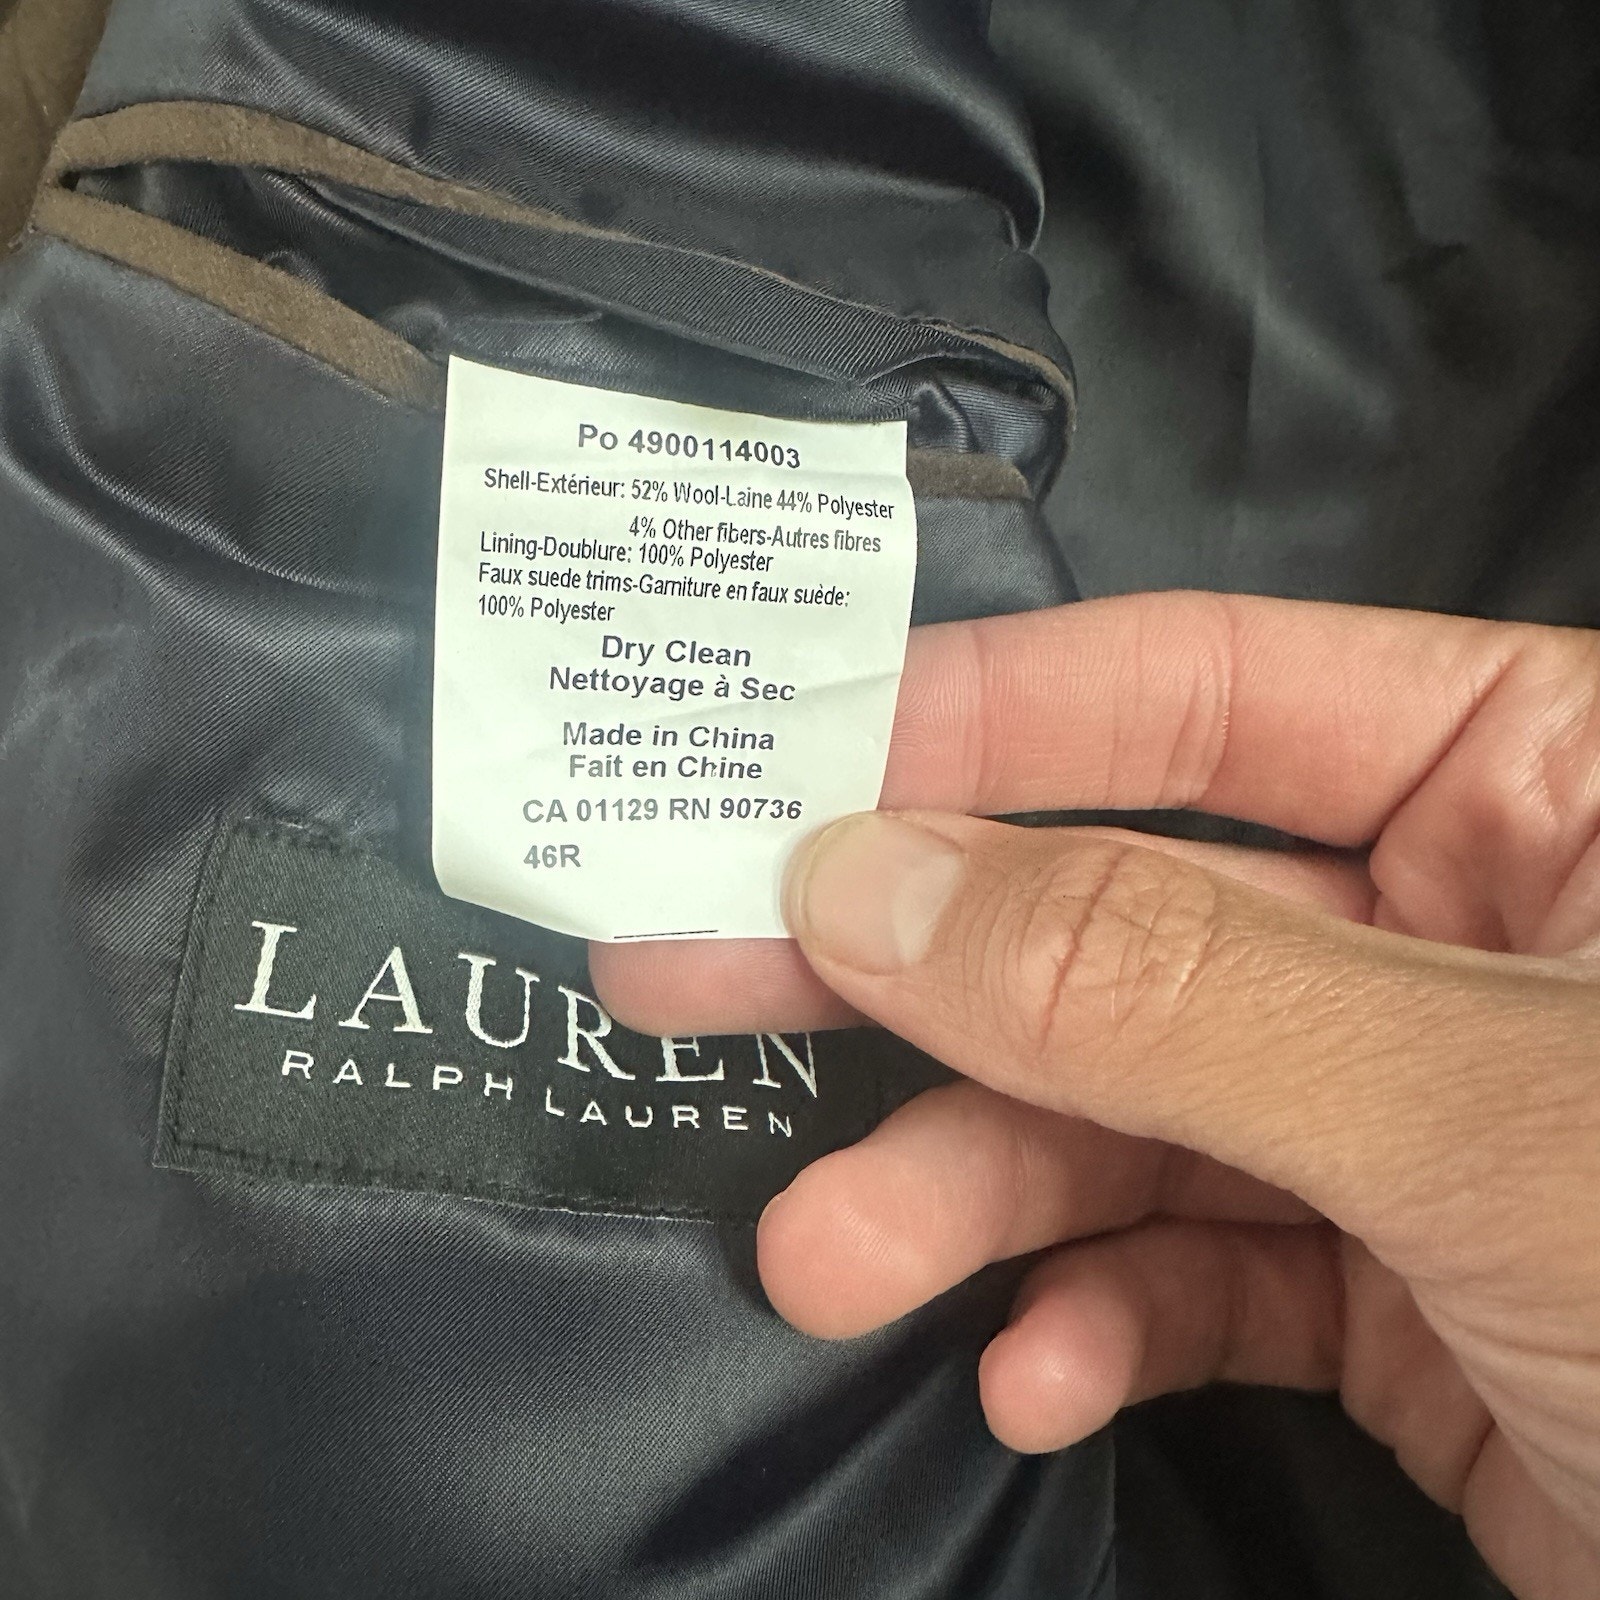 Po 4900114003
Shell-Extérieur: 52% Wool-Laine 44% Polyester
4% Other fibers-Autres fibres
Lining-Doublure: 100% Polyester
Faux suede trims-Garniture en faux suède:
100% Polyester
Dry Clean
Nettoyage à Sec
Made in China
Fait en Chine
CA 01129 RN 90736
46R
LAUREN
RALPH LAUREN